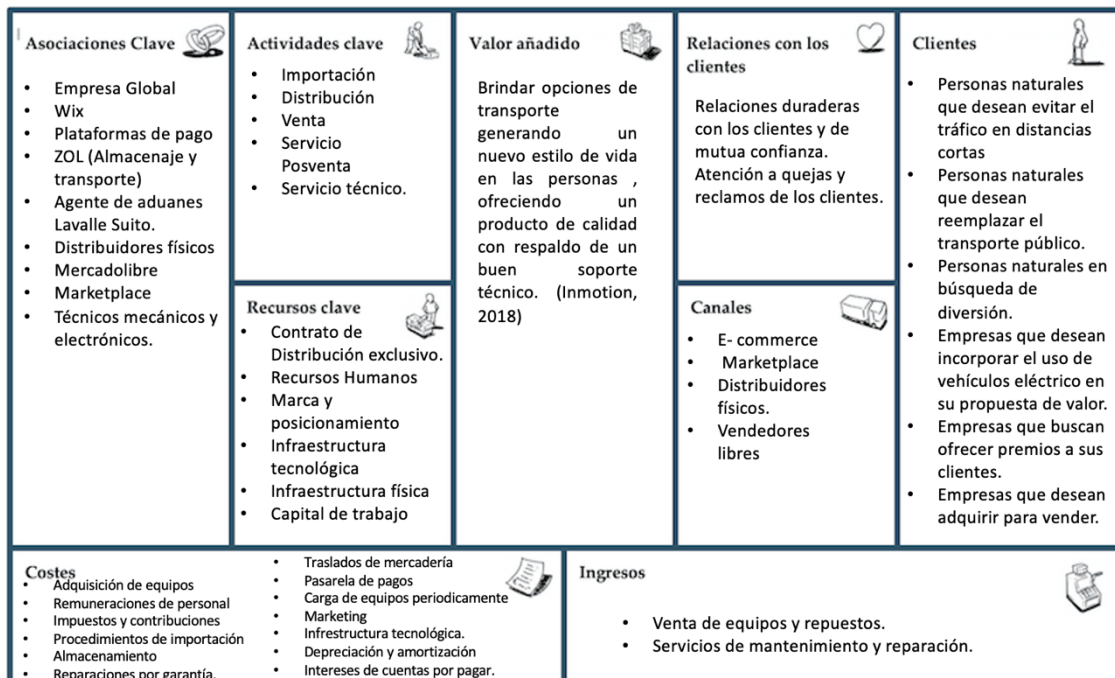 Asociaciones Clave
• Empresa Global
• Wix
• Plataformas de pago
• ZOL (Almacenaje y
transporte)
• Agente de aduanes
Lavalle Suito.
• Distribuidores físicos
• Mercadolibre
• Marketplace
• Técnicos mecánicos y
electrónicos.
Actividades clave
• Importación
• Distribución
• Venta
• Servicio
Posventa
• Servicio técnico.
Recursos clave
• Contrato de
Distribución exclusivo.
• Recursos Humanos
• Marca y
posicionamiento
• Infraestructura
tecnológica
• Infraestructura física
• Capital de trabajo
Valor añadido
Brindar opciones de
transporte
generando un
nuevo estilo de vida
en las personas ,
ofreciendo un
producto de calidad
con respaldo de un
buen soporte
técnico. (Inmotion,
2018)
Relaciones con los
clientes
Relaciones duraderas
con los clientes y de
mutua confianza.
Atención a quejas y
reclamos de los clientes.
Canales
• E- commerce
• Marketplace
• Distribuidores
físicos.
• Vendedores
libres
Clientes
• Personas naturales
que desean evitar el
tráfico en distancias
cortas
• Personas naturales
que desean
reemplazar el
transporte público.
• Personas naturales en
búsqueda de
diversión.
• Empresas que desean
incorporar el uso de
vehículos eléctrico en
su propuesta de valor.
• Empresas que buscan
ofrecer premios a sus
clientes.
• Empresas que desean
adquirir para vender.
Costes
• Adquisición de equipos
• Remuneraciones de personal
• Impuestos y contribuciones
• Procedimientos de importación
• Almacenamiento
• Reparaciones por garantía.
• Traslados de mercadería
• Pasarela de pagos
• Carga de equipos periodicamente
• Marketing
• Infrestructura tecnológica.
• Depreciación y amortización
• Intereses de cuentas por pagar.
Ingresos
• Venta de equipos y repuestos.
• Servicios de mantenimiento y reparación.